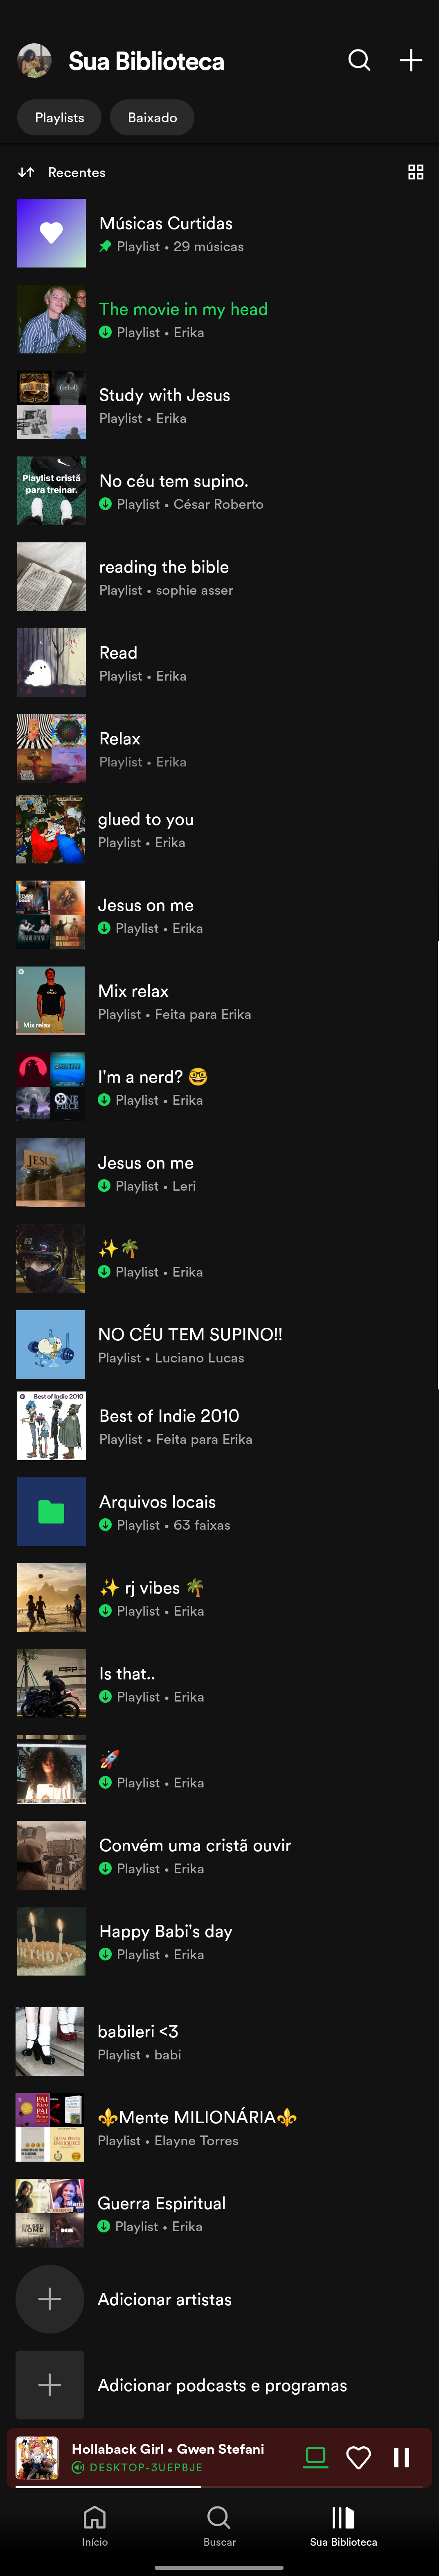 Sua Biblioteca
Playlists
Baixado
Recentes
Músicas Curtidas
Playlist • 29 músicas
The movie in my head
Playlist • Erika
Study with Jesus
Playlist • Erika
Playlist cristã
para treinar.
No céu tem supino.
Playlist • César Roberto
reading the bible
Playlist • sophie asser
Read
Playlist • Erika
Relax
Playlist • Erika
glued to you
Playlist • Erika
Jesus on me
Playlist • Erika
Mix relax
Mix relax
Playlist • Feita para Erika
I'm a nerd? 🤓
Playlist • Erika
ONE
PIECE
JESUS
Jesus on me
Playlist • Leri
✨🌴
Playlist • Erika
NO CÉU TEM SUPINO!!
Playlist • Luciano Lucas
Best of Indie 2010
Best of Indie 2010
Playlist • Feita para Erika
Arquivos locais
Playlist • 63 faixas
✨ rj vibes 🌴
Playlist • Erika
Is that..
Playlist • Erika
🚀
Playlist • Erika
Convém uma cristã ouvir
Playlist • Erika
Happy Babi's day
Playlist • Erika
babileri <3
Playlist • babi
⚜️Mente MILIONÁRIA⚜️
Playlist • Elayne Torres
Guerra Espiritual
Playlist • Erika
Adicionar artistas
Adicionar podcasts e programas
Hollaback Girl • Gwen Stefani
DESKTOP-3UEPBJE
Início
Buscar
Sua Biblioteca